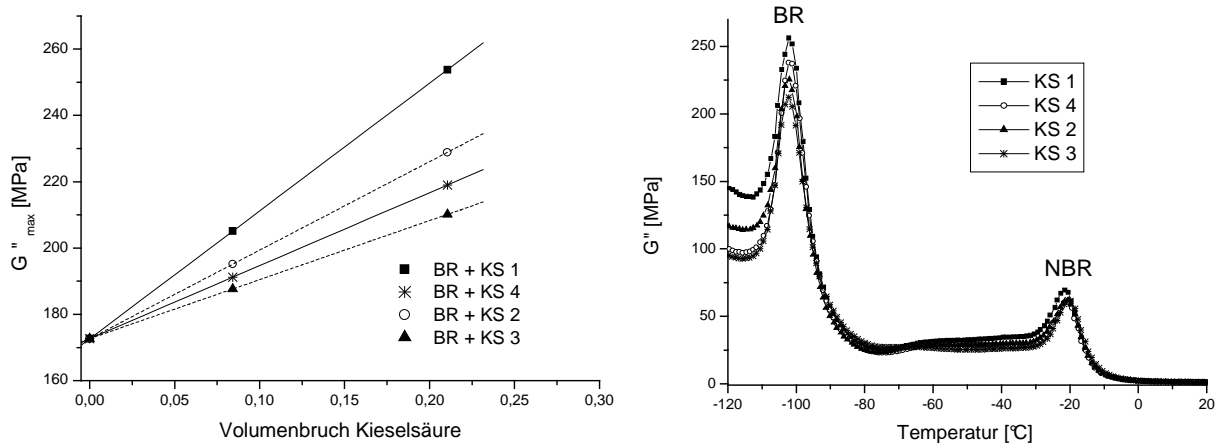 260
240
220
200
180
160
G" max [MPa]
0,00 0,05 0,10 0,15 0,20 0,25 0,30
Volumenbruch Kieselsäure
BR + KS 1
BR + KS 4
BR + KS 2
BR + KS 3
BR
NBR
KS 1
KS 4
KS 2
KS 3
250
200
150
100
50
0
G" [MPa]
-120 -100 -80 -60 -40 -20 0 20
Temperatur [°C]